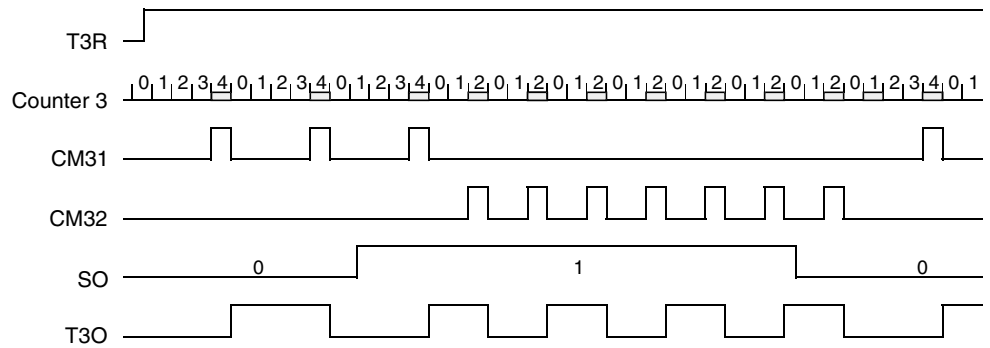 T3R
Counter 3 0 1 2 3 4 0 1 2 3 4 0 1 2 3 4 0 1 2 0 1 2 0 1 2 0 1 2 0 1 2 0 1 2 0 1 2 0 1 2 3 4 0 1
CM31
CM32
SO 0 1 0
T3O